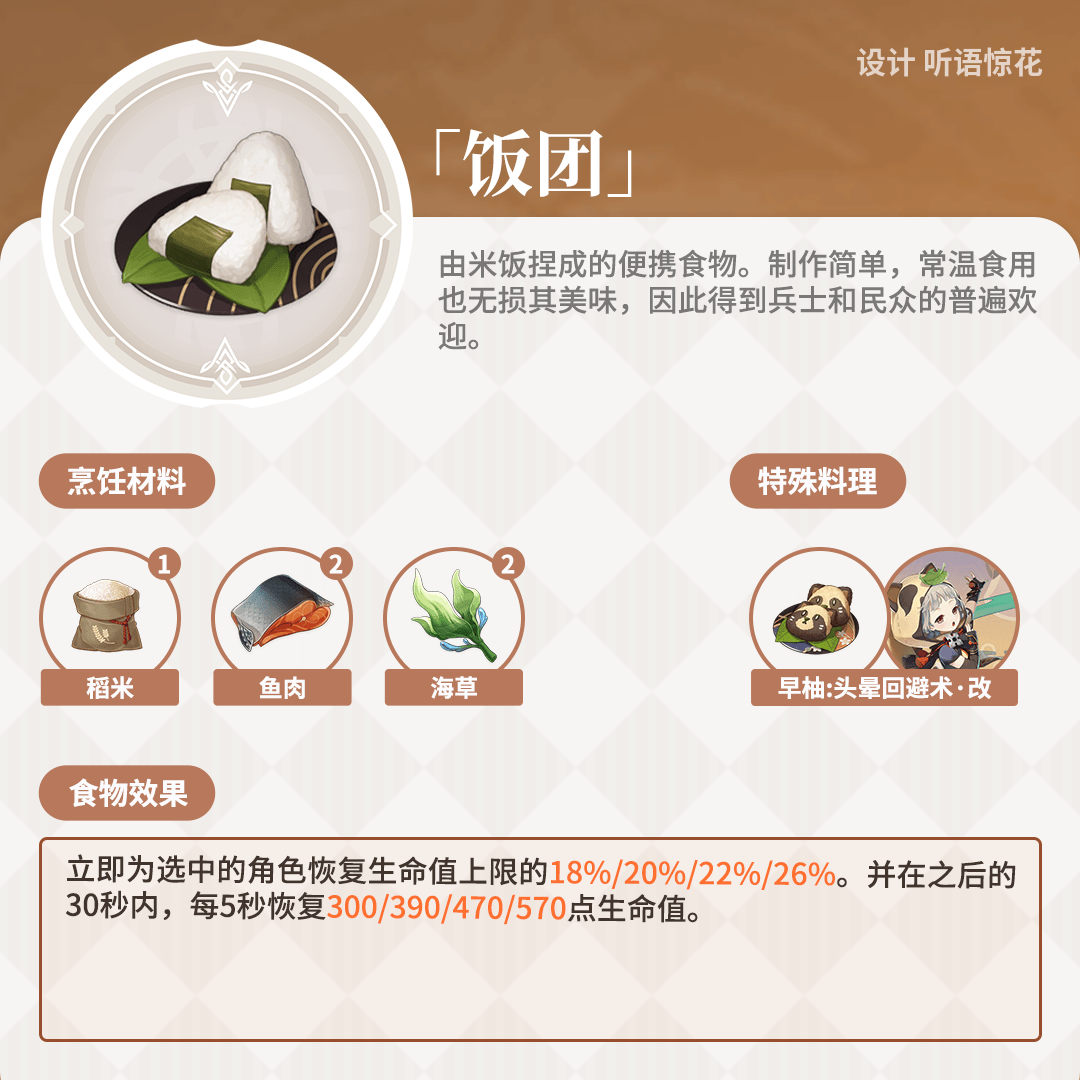 设计 听语惊花
「饭团」
由米饭捏成的便携食物。制作简单，常温食用
也无损其美味，因此得到兵士和民众的普遍欢
迎。
烹饪材料
特殊料理
1
2
2
稻米
鱼肉
海草
早柚:头晕回避术·改
食物效果
立即为选中的角色恢复生命值上限的18%/20%/22%/26%。并在之后的
30秒内，每5秒恢复300/390/470/570点生命值。